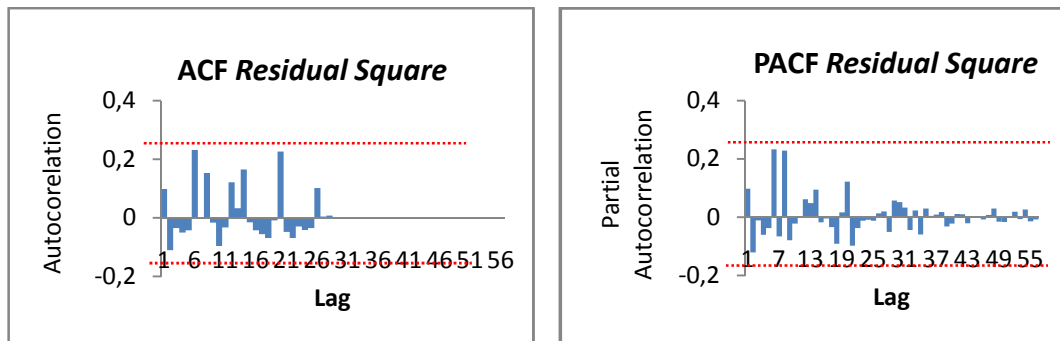 ACF Residual Square
Autocorelation
0,4
0,2
0
-0,2
1 6 11 16 21 26 31 36 41 46 51 56
Lag
PACF Residual Square
Partial
Autocorrelation
0,4
0,2
0
-0,2
1 7 13 19 25 31 37 43 49 55
Lag